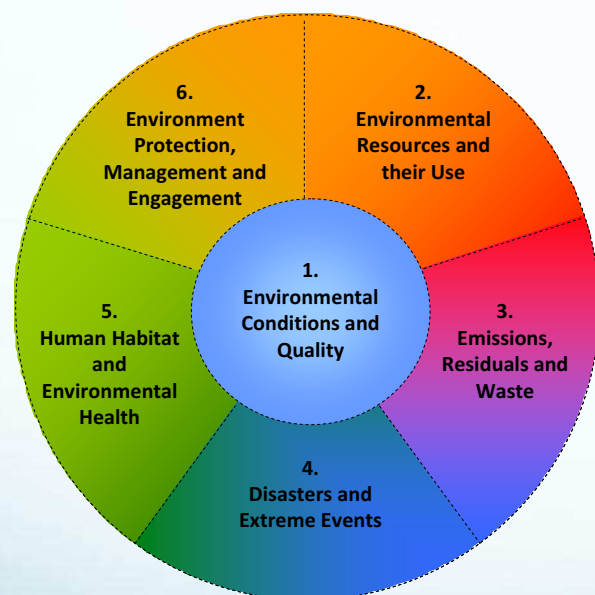 1.
Environmental
Conditions and
Quality
2.
Environmental
Resources and
their Use
3.
Emissions,
Residuals and
Waste
4.
Disasters and
Extreme Events
5.
Human Habitat
and
Environmental
Health
6.
Environment
Protection,
Management and
Engagement